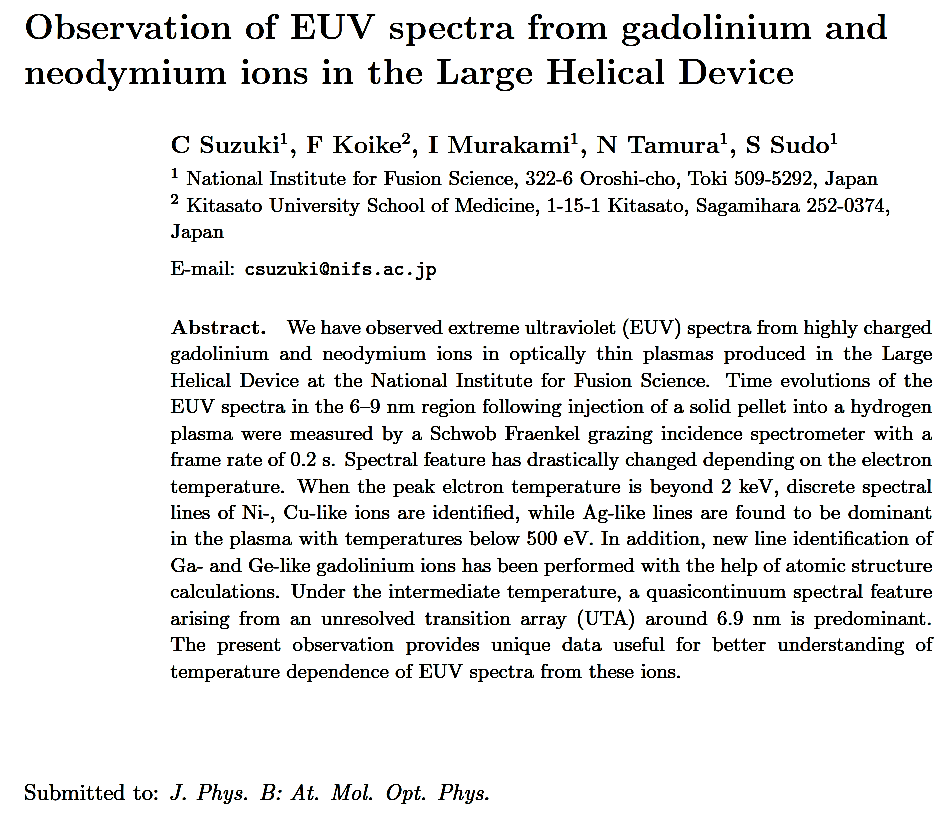 Observation of EUV spectra from gadolinium and
neodymium ions in the Large Helical Device
C Suzuki¹, F Koike², I Murakami¹, N Tamura¹, S Sudo¹
¹ National Institute for Fusion Science, 322-6 Oroshi-cho, Toki 509-5292, Japan
² Kitasato University School of Medicine, 1-15-1 Kitasato, Sagamihara 252-0374,
Japan
E-mail: csuzuki@nifs.ac.jp
Abstract. We have observed extreme ultraviolet (EUV) spectra from highly charged
gadolinium and neodymium ions in optically thin plasmas produced in the Large
Helical Device at the National Institute for Fusion Science. Time evolutions of the
EUV spectra in the 6–9 nm region following injection of a solid pellet into a hydrogen
plasma were measured by a Schwob Fraenkel grazing incidence spectrometer with a
frame rate of 0.2 s. Spectral feature has drastically changed depending on the electron
temperature. When the peak elctron temperature is beyond 2 keV, discrete spectral
lines of Ni-, Cu-like ions are identified, while Ag-like lines are found to be dominant
in the plasma with temperatures below 500 eV. In addition, new line identification of
Ga- and Ge-like gadolinium ions has been performed with the help of atomic structure
calculations. Under the intermediate temperature, a quasicontinuum spectral feature
arising from an unresolved transition array (UTA) around 6.9 nm is predominant.
The present observation provides unique data useful for better understanding of
temperature dependence of EUV spectra from these ions.
Submitted to: J. Phys. B: At. Mol. Opt. Phys.